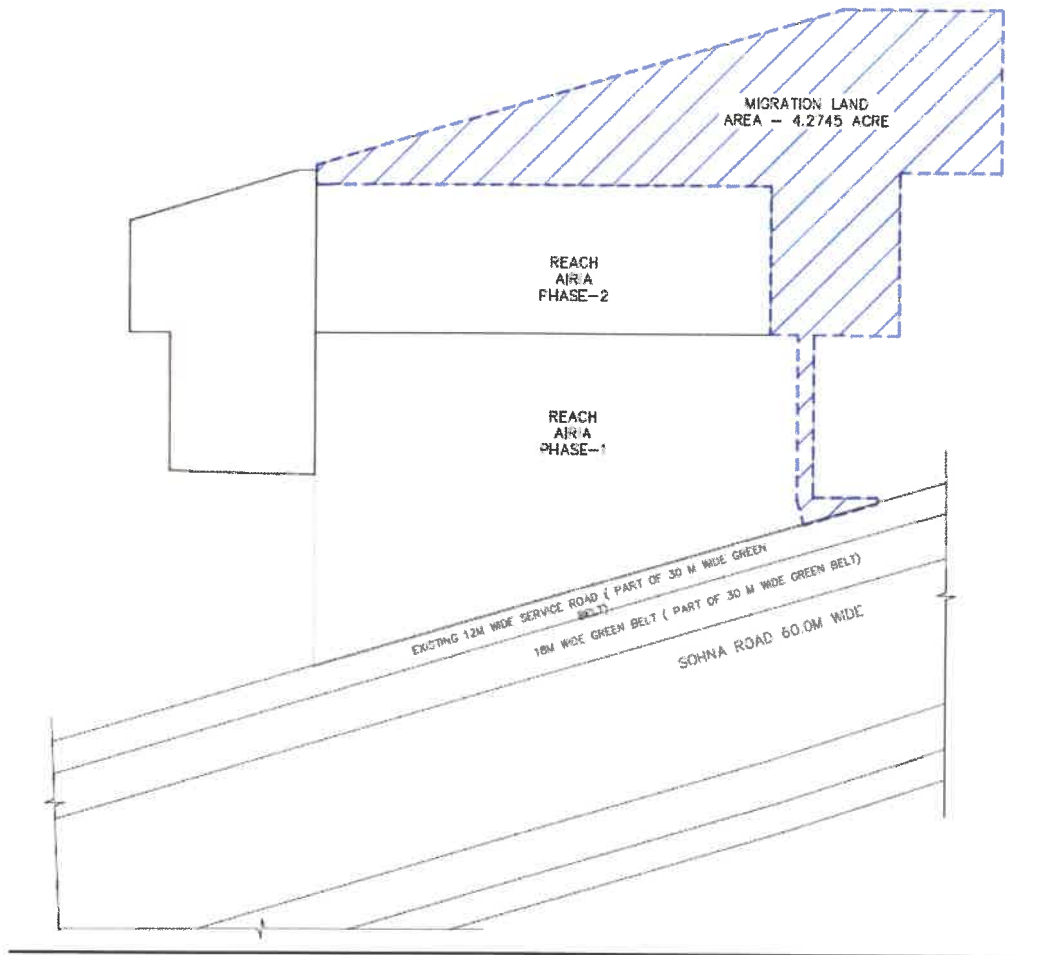 MIGRATION LAND
AREA – 4.2745 ACRE
REACH
AIRIA
PHASE-2
REACH
AIRIA
PHASE-1
EXISTING 12M WIDE SERVICE ROAD ( PART OF 30 M WIDE GREEN
BELT)
18M WIDE GREEN BELT ( PART OF 30 M WIDE GREEN BELT)
SOHNA ROAD 60.0M WIDE